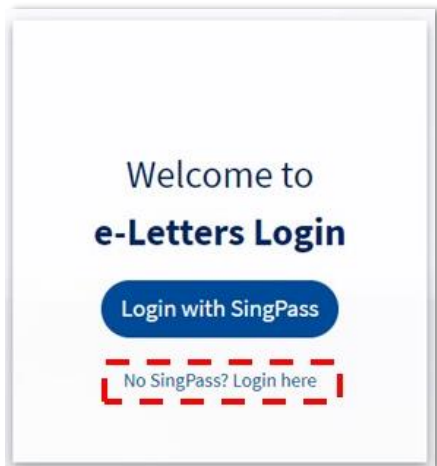 Welcome to
e-Letters Login
Login with SingPass
No SingPass? Login here